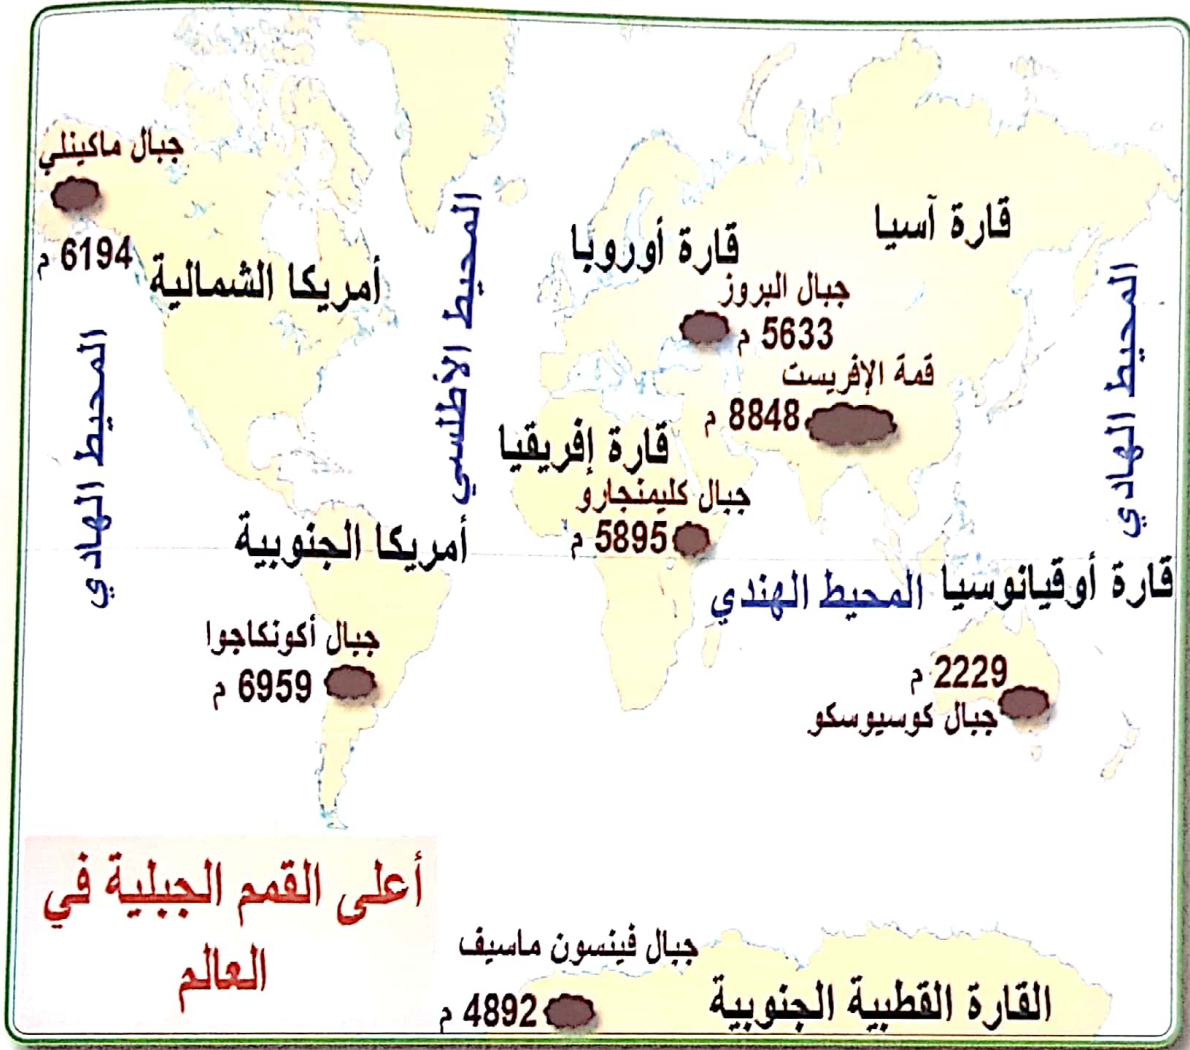 جبال ماكينلي
6194 م
أمريكا الشمالية
المحيط الهادي
المحيط الأطلسي
قارة أوروبا
قارة آسيا
جبال البروز
5633 م
قمة الإفريست
8848 م
المحيط الهادي
قارة إفريقيا
جبال كليمنجارو
5895 م
أمريكا الجنوبية
جبال أكونكاجوا
6959 م
المحيط الهندي
قارة أوقيانوسيا
2229 م
جبال كوسيوسكو
أعلى القمم الجبلية في
العالم
جبال فينسون ماسيف
4892 م
القارة القطبية الجنوبية